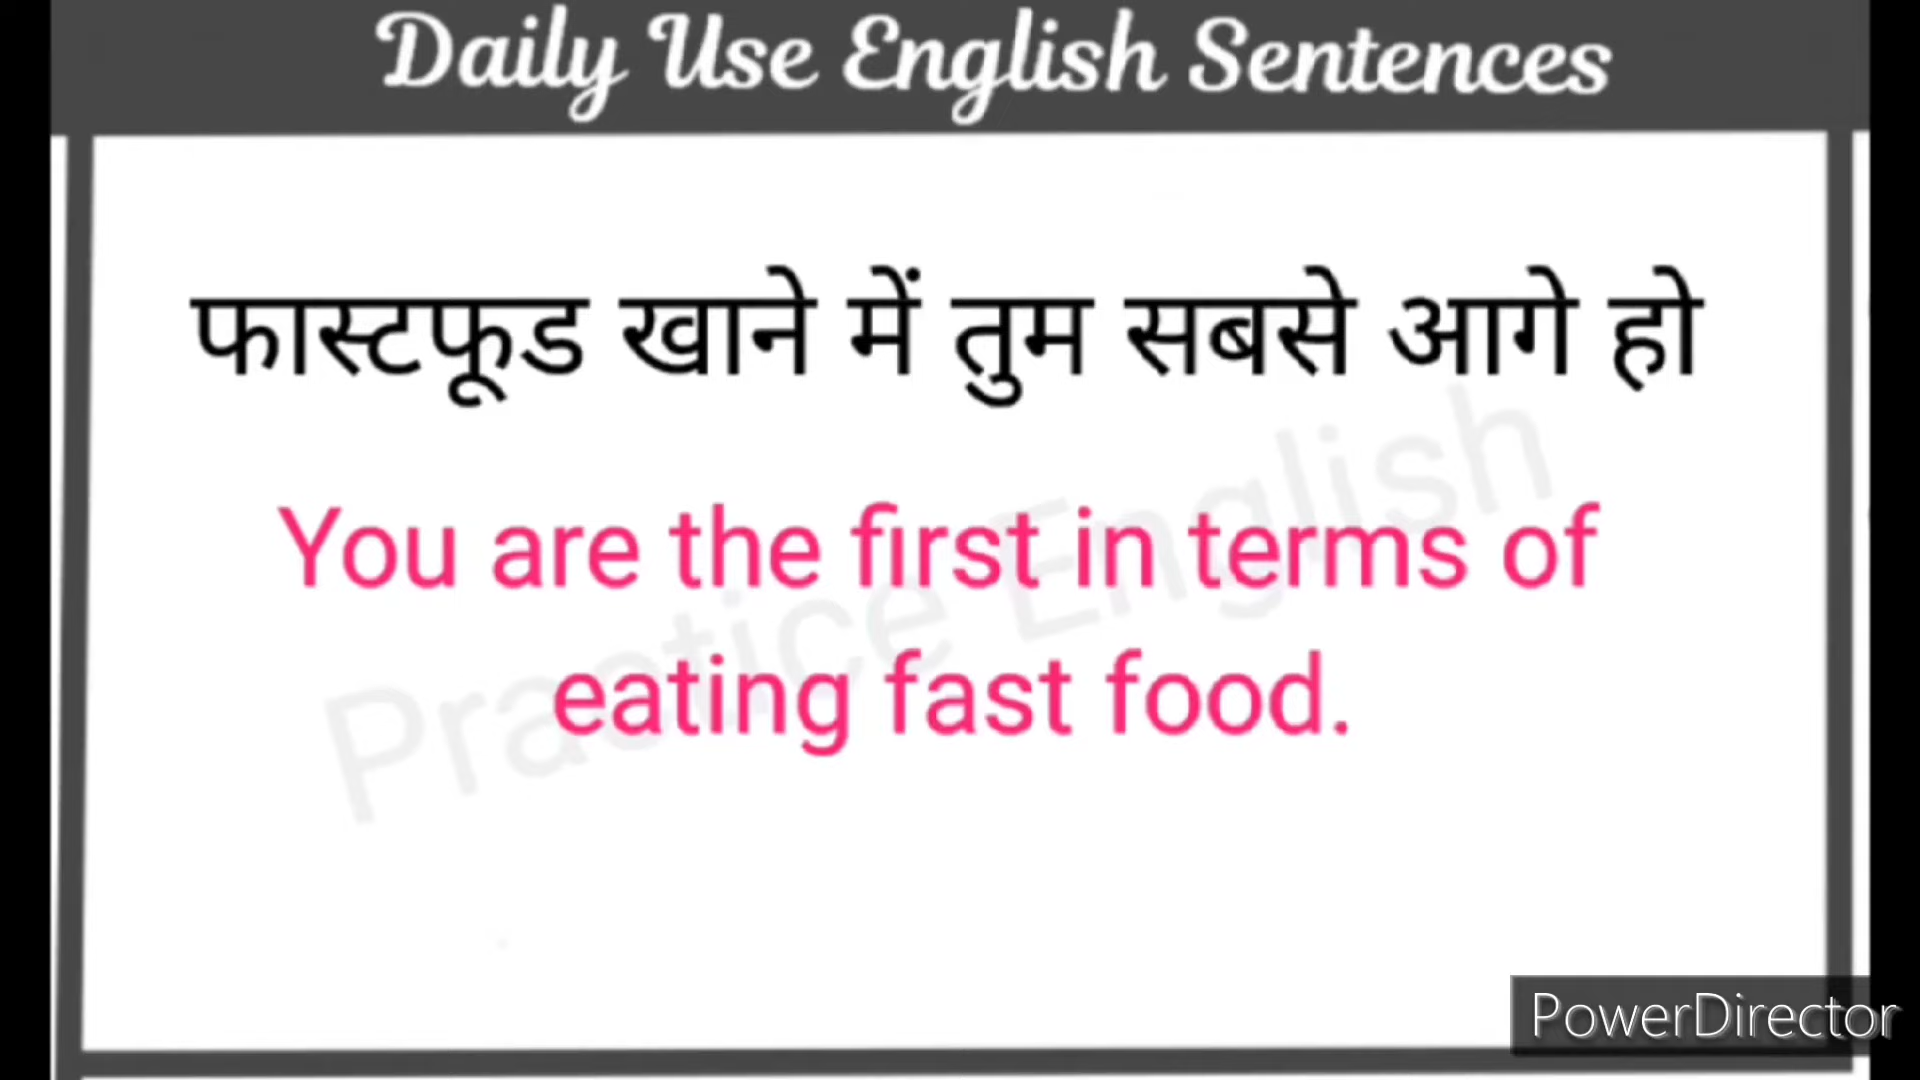 Daily Use English Sentences
फास्टफूड खाने में तुम सबसे आगे हो
You are the first in terms of
eating fast food.
Practice English
PowerDirector